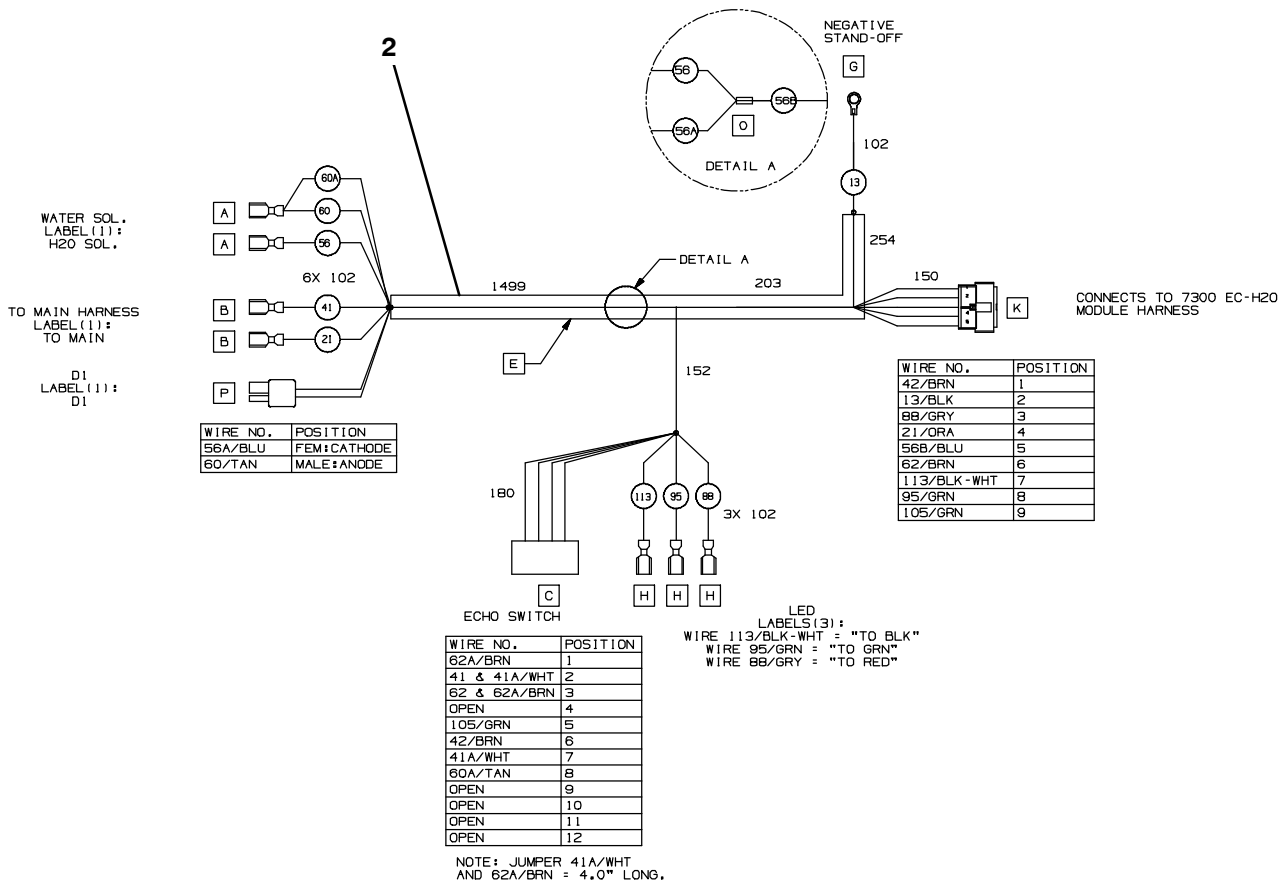 2
NEGATIVE
STAND-OFF
G
56
56B
56A
O
DETAIL A
102
13
60A
WATER SOL.
LABEL(1):
H2O SOL.
A
60
A
56
6X 102
254
DETAIL A
1499
203
150
TO MAIN HARNESS
LABEL(1):
TO MAIN
B
41
B
21
K
CONNECTS TO 7300 EC-H2O
MODULE HARNESS
E
D1
LABEL(1):
D1
P
152
WIRE NO. POSITION
56A/BLU FEM:CATHODE
60/TAN MALE:ANODE
WIRE NO. POSITION
42/BRN 1
13/BLK 2
88/GRY 3
21/ORA 4
56B/BLU 5
62/BRN 6
113/BLK-WHT 7
95/GRN 8
105/GRN 9
180
113
95
88
3X 102
C
H
H
H
ECHO SWITCH
LED
LABELS(3):
WIRE 113/BLK-WHT = "TO BLK"
WIRE 95/GRN = "TO GRN"
WIRE 88/GRY = "TO RED"
WIRE NO. POSITION
62A/BRN 1
41 & 41A/WHT 2
62 & 62A/BRN 3
OPEN 4
105/GRN 5
42/BRN 6
41A/WHT 7
60A/TAN 8
OPEN 9
OPEN 10
OPEN 11
OPEN 12
NOTE: JUMPER 41A/WHT
AND 62A/BRN = 4.0" LONG.